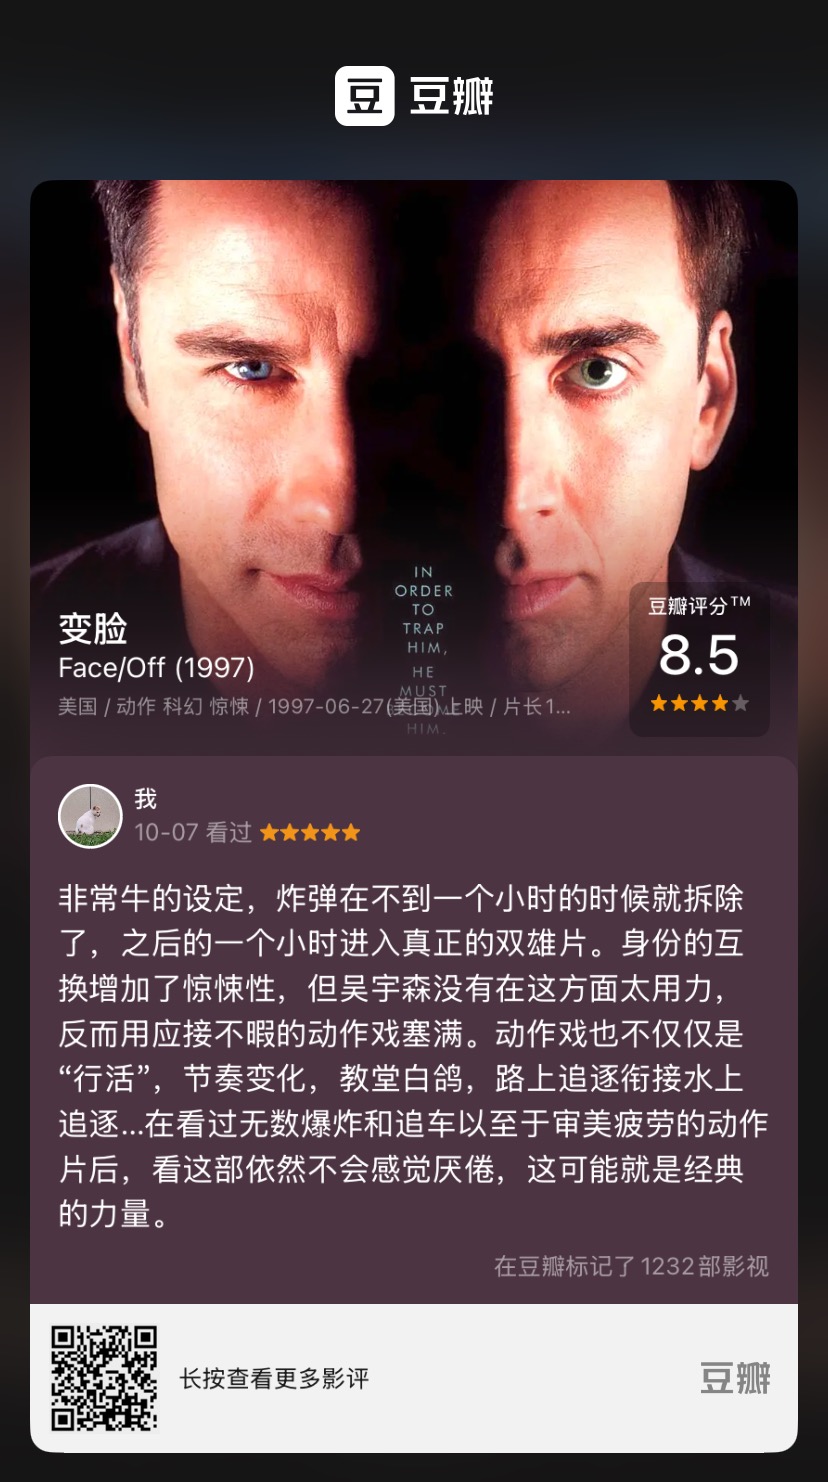 豆 豆瓣
IN
ORDER
TO
TRAP
HIM,
HE
MUST
HIM.
变脸
Face/Off (1997)
美国 / 动作 科幻 惊悚 / 1997-06-27(美国)上映 / 片长1...
豆瓣评分TM
8.5
我
10-07 看过
非常牛的设定，炸弹在不到一个小时的时候就拆除
了，之后的一个小时进入真正的双雄片。身份的互
换增加了惊悚性，但吴宇森没有在这方面太用力，
反而用应接不暇的动作戏塞满。动作戏也不仅仅是
“行活”，节奏变化，教堂白鸽，路上追逐衔接水上
追逐...在看过无数爆炸和追车以至于审美疲劳的动作
片后，看这部依然不会感觉厌倦，这可能就是经典
的力量。
在豆瓣标记了1232部影视
长按查看更多影评
豆瓣